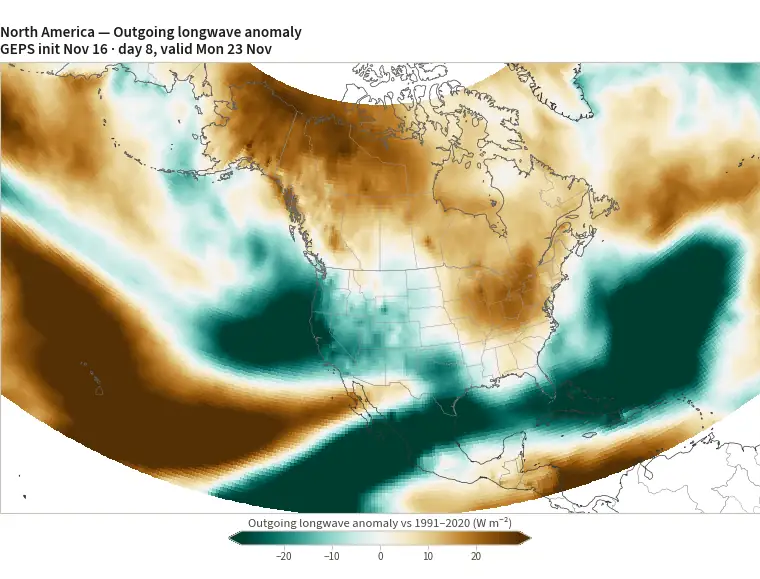 North America — Outgoing longwave anomaly
GEPS init Nov 16 · day 8, valid Mon 23 Nov
Outgoing longwave anomaly vs 1991–2020 (W m⁻²)
−20 −10 0 10 20